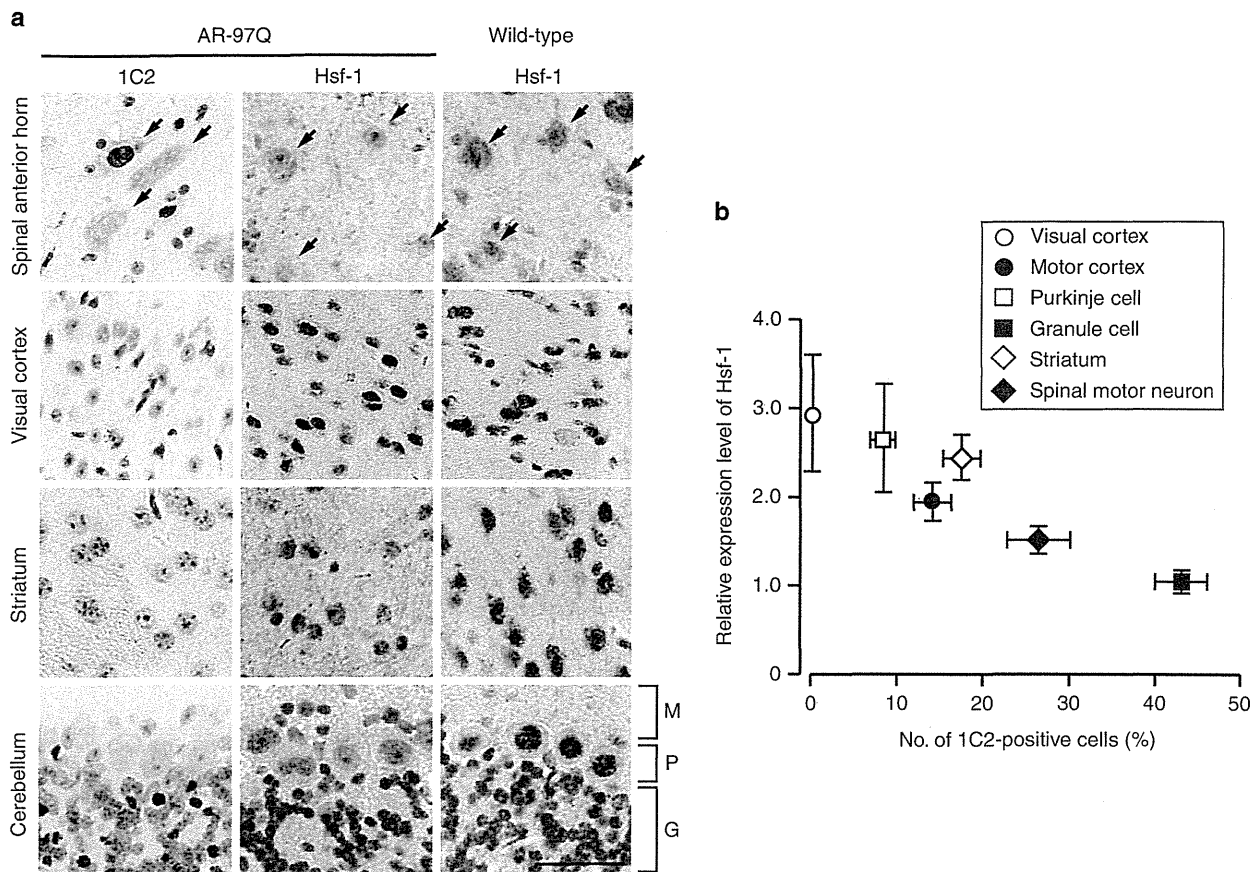 a
AR-97Q
Wild-type
1C2
Hsf-1
Hsf-1
Spinal anterior horn
Visual cortex
Striatum
Cerebellum
M
P
G
b
Visual cortex
Motor cortex
Purkinje cell
Granule cell
Striatum
Spinal motor neuron
Relative expression level of Hsf-1
4.0
3.0
2.0
1.0
0
0
10
20
30
40
50
No. of 1C2-positive cells (%)